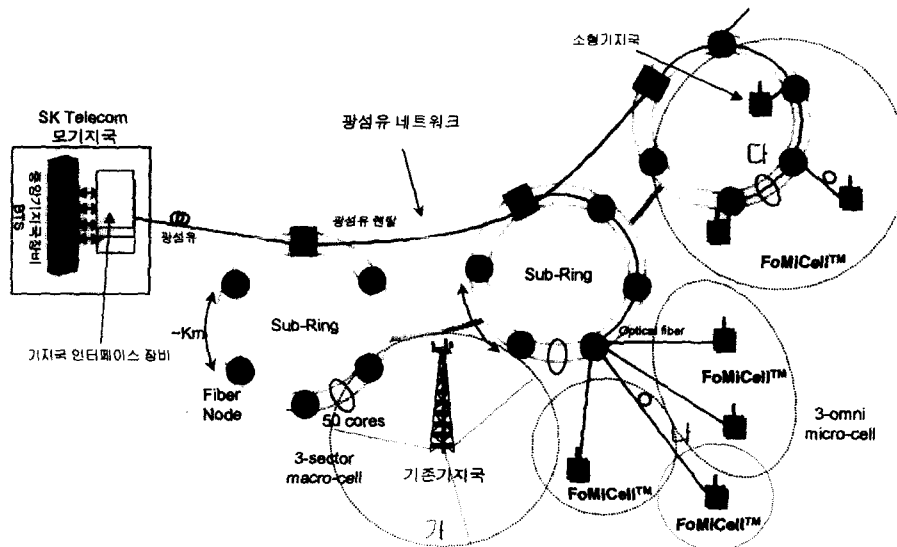 소형기지국
SK Telecom
모기지국
광섬유 네트워크
다
중앙기지국장비
BTS
광섬유
광섬유 렌탈
FoMiCell™
Sub-Ring
Sub-Ring
~Km
Optical fiber
기지국 인터페이스 장비
FoMiCell™
Fiber
Node
50 cores
3-omni
micro-cell
3-sector
macro-cell
기존기지국
나
FoMiCell™
FoMiCell™
가